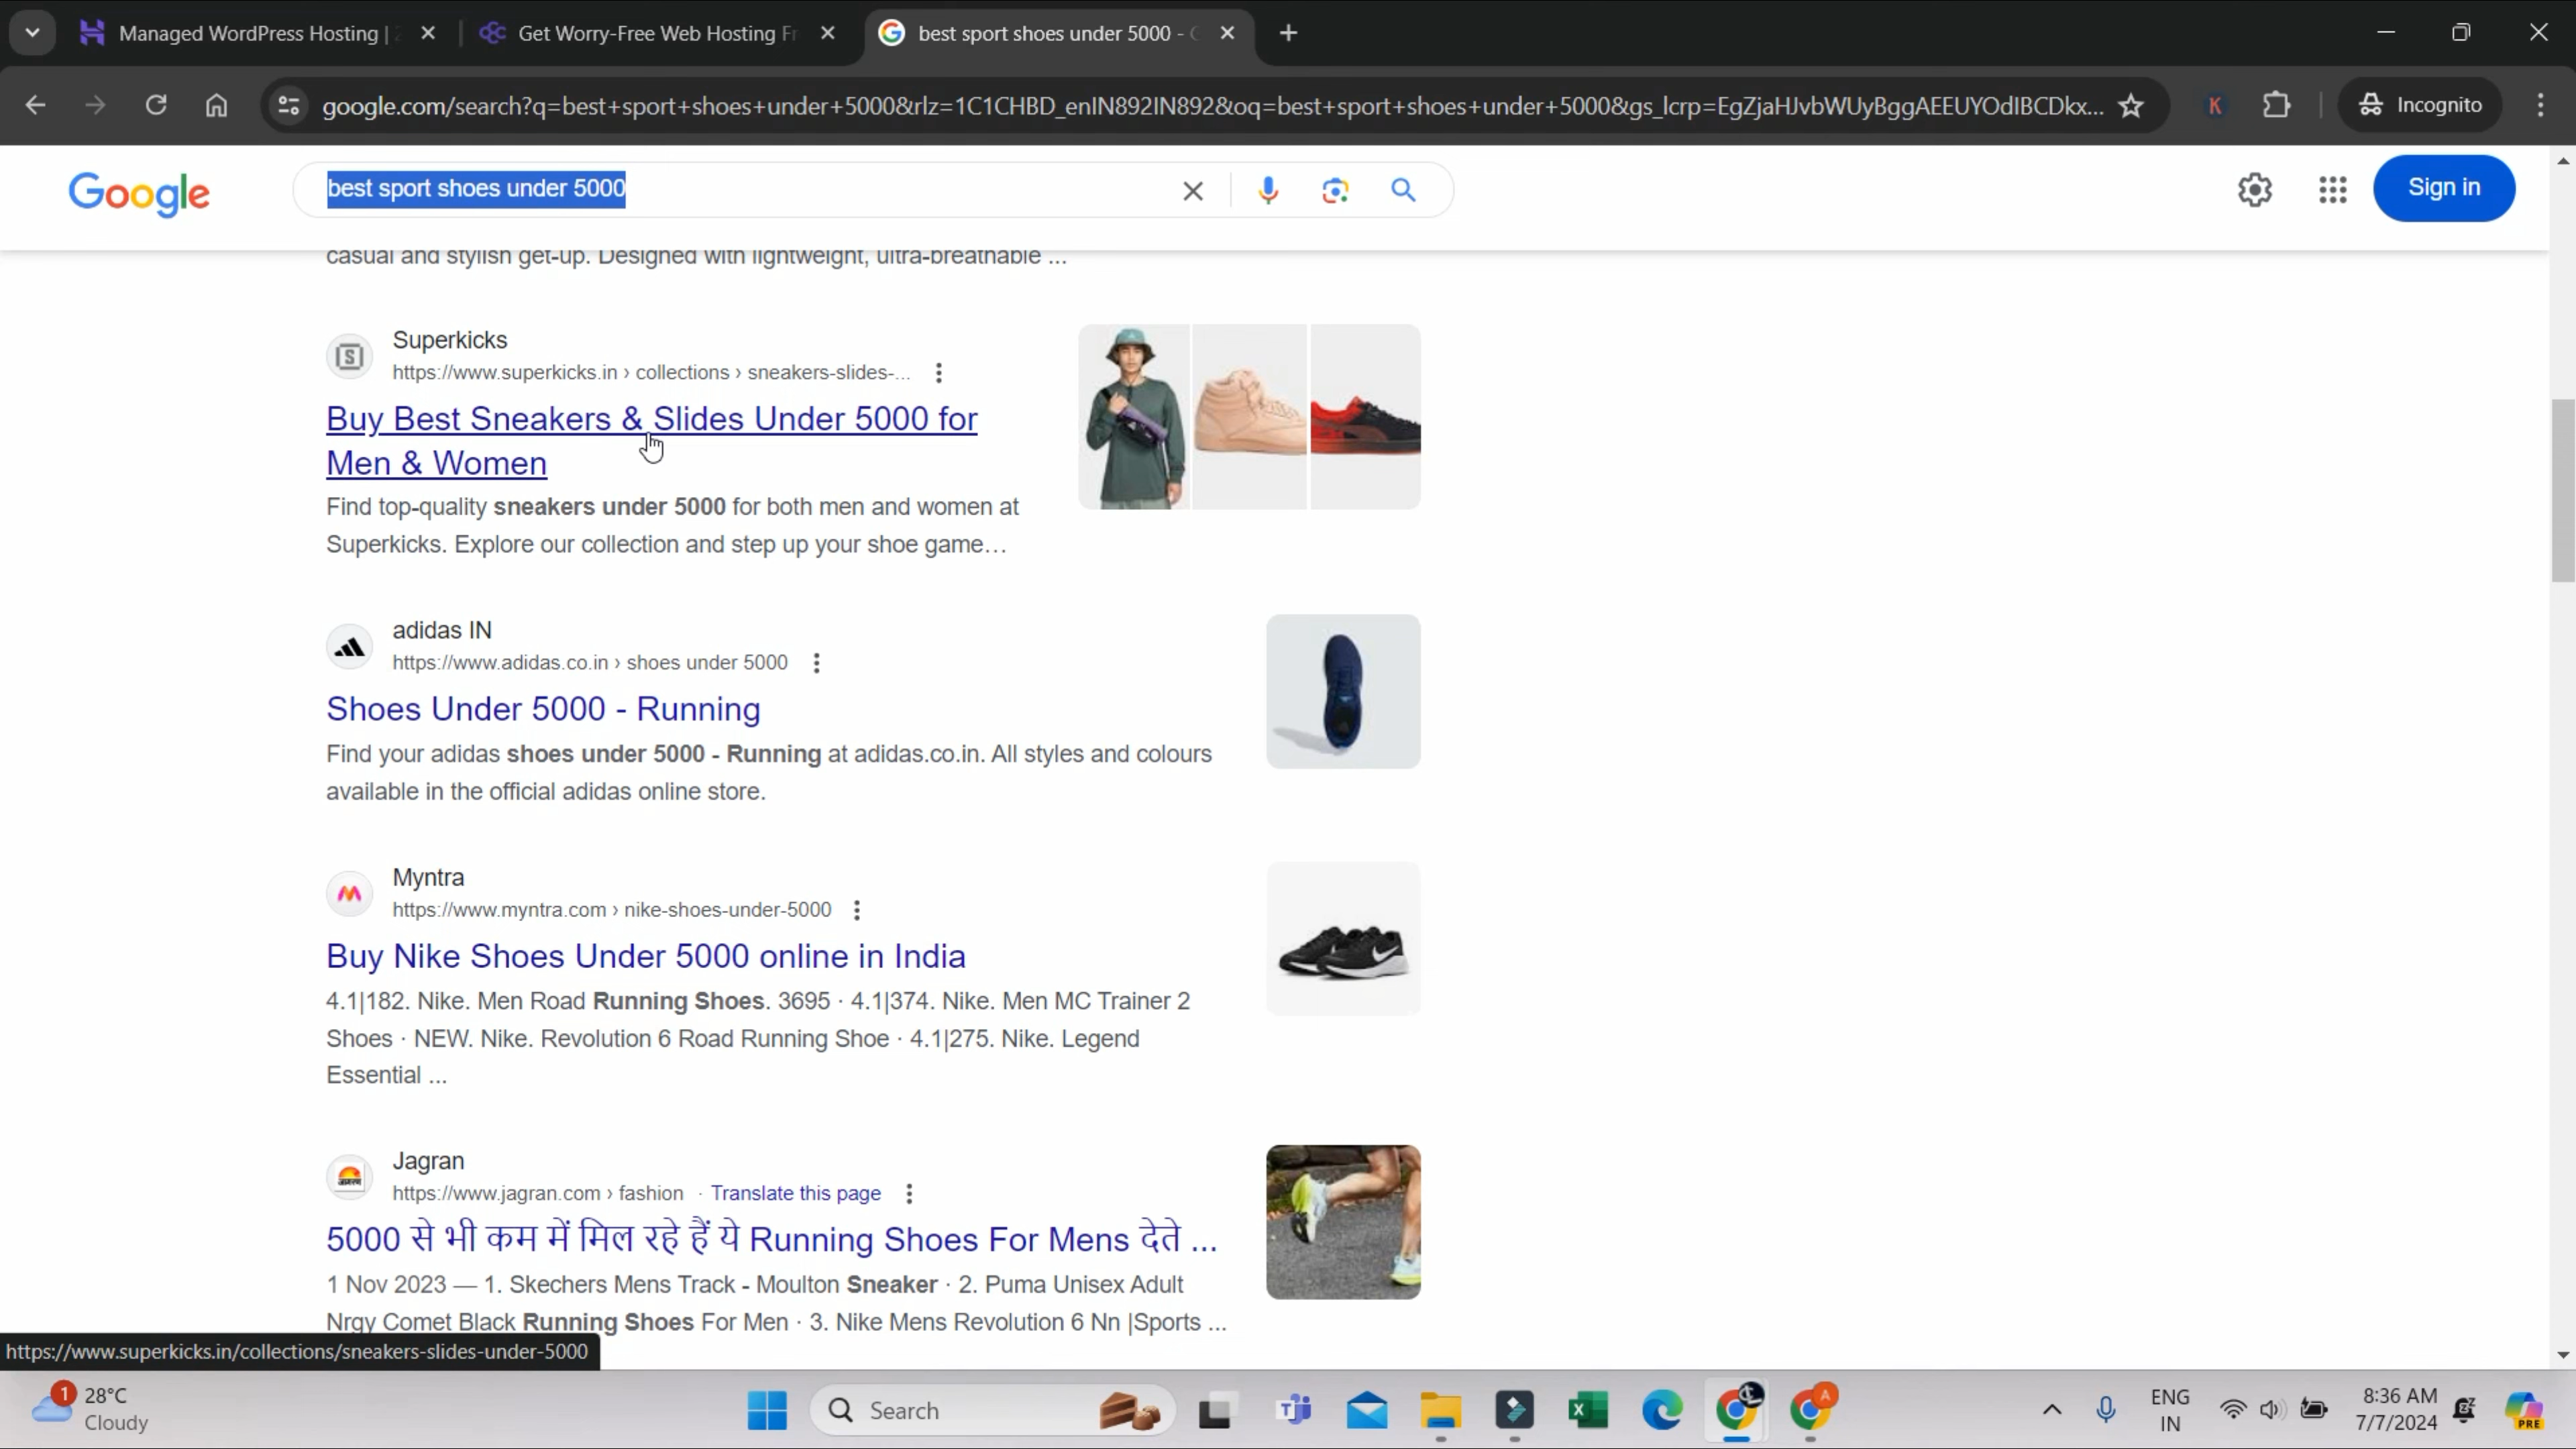 Managed WordPress Hosting |
Get Worry-Free Web Hosting Fr
best sport shoes under 5000 -
google.com/search?q=best+sport+shoes+under+5000&rlz=1C1CHBD_enIN892IN892&oq=best+sport+shoes+under+5000&gs_lcrp=EgZjaHJvbWUyBggAEEUYOdIBCDkx...
K
Incognito
Google
best sport shoes under 5000
Sign in
casual and stylish get-up. Designed with lightweight, ultra-breathable ...
Superkicks
https://www.superkicks.in › collections › sneakers-slides-...
Buy Best Sneakers & Slides Under 5000 for
Men & Women
Find top-quality sneakers under 5000 for both men and women at
Superkicks. Explore our collection and step up your shoe game…
adidas IN
https://www.adidas.co.in › shoes under 5000
Shoes Under 5000 - Running
Find your adidas shoes under 5000 - Running at adidas.co.in. All styles and colours
available in the official adidas online store.
Myntra
https://www.myntra.com › nike-shoes-under-5000
Buy Nike Shoes Under 5000 online in India
4.1|182. Nike. Men Road Running Shoes. 3695 · 4.1|374. Nike. Men MC Trainer 2
Shoes · NEW. Nike. Revolution 6 Road Running Shoe · 4.1|275. Nike. Legend
Essential ...
Jagran
https://www.jagran.com › fashion · Translate this page
5000 से भी कम में मिल रहे हैं ये Running Shoes For Mens देते ...
1 Nov 2023 — 1. Skechers Mens Track - Moulton Sneaker · 2. Puma Unisex Adult
Nrgy Comet Black Running Shoes For Men · 3. Nike Mens Revolution 6 Nn |Sports ...
https://www.superkicks.in/collections/sneakers-slides-under-5000
1
28°C
Cloudy
Search
A
ENG
IN
8:36 AM
7/7/2024
PRE